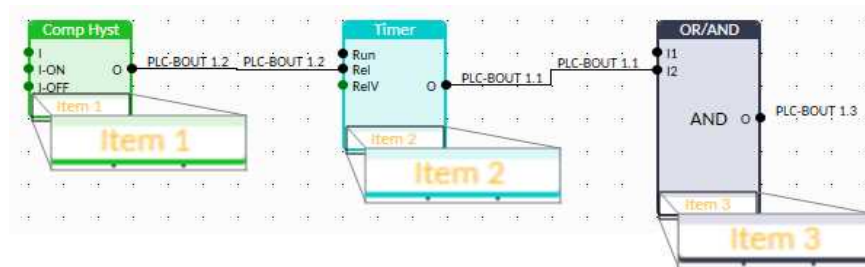 Comp Hyst
I
I-ON O
I-OFF
Item 1
Item 1
PLC-BOUT 1.2 PLC-BOUT 1.2
Timer
Run
Rel
RelV O
Item 2
Item 2
PLC-BOUT 1.1 PLC-BOUT 1.1
OR/AND
I1
I2
AND O
Item 3
Item 3
PLC-BOUT 1.3